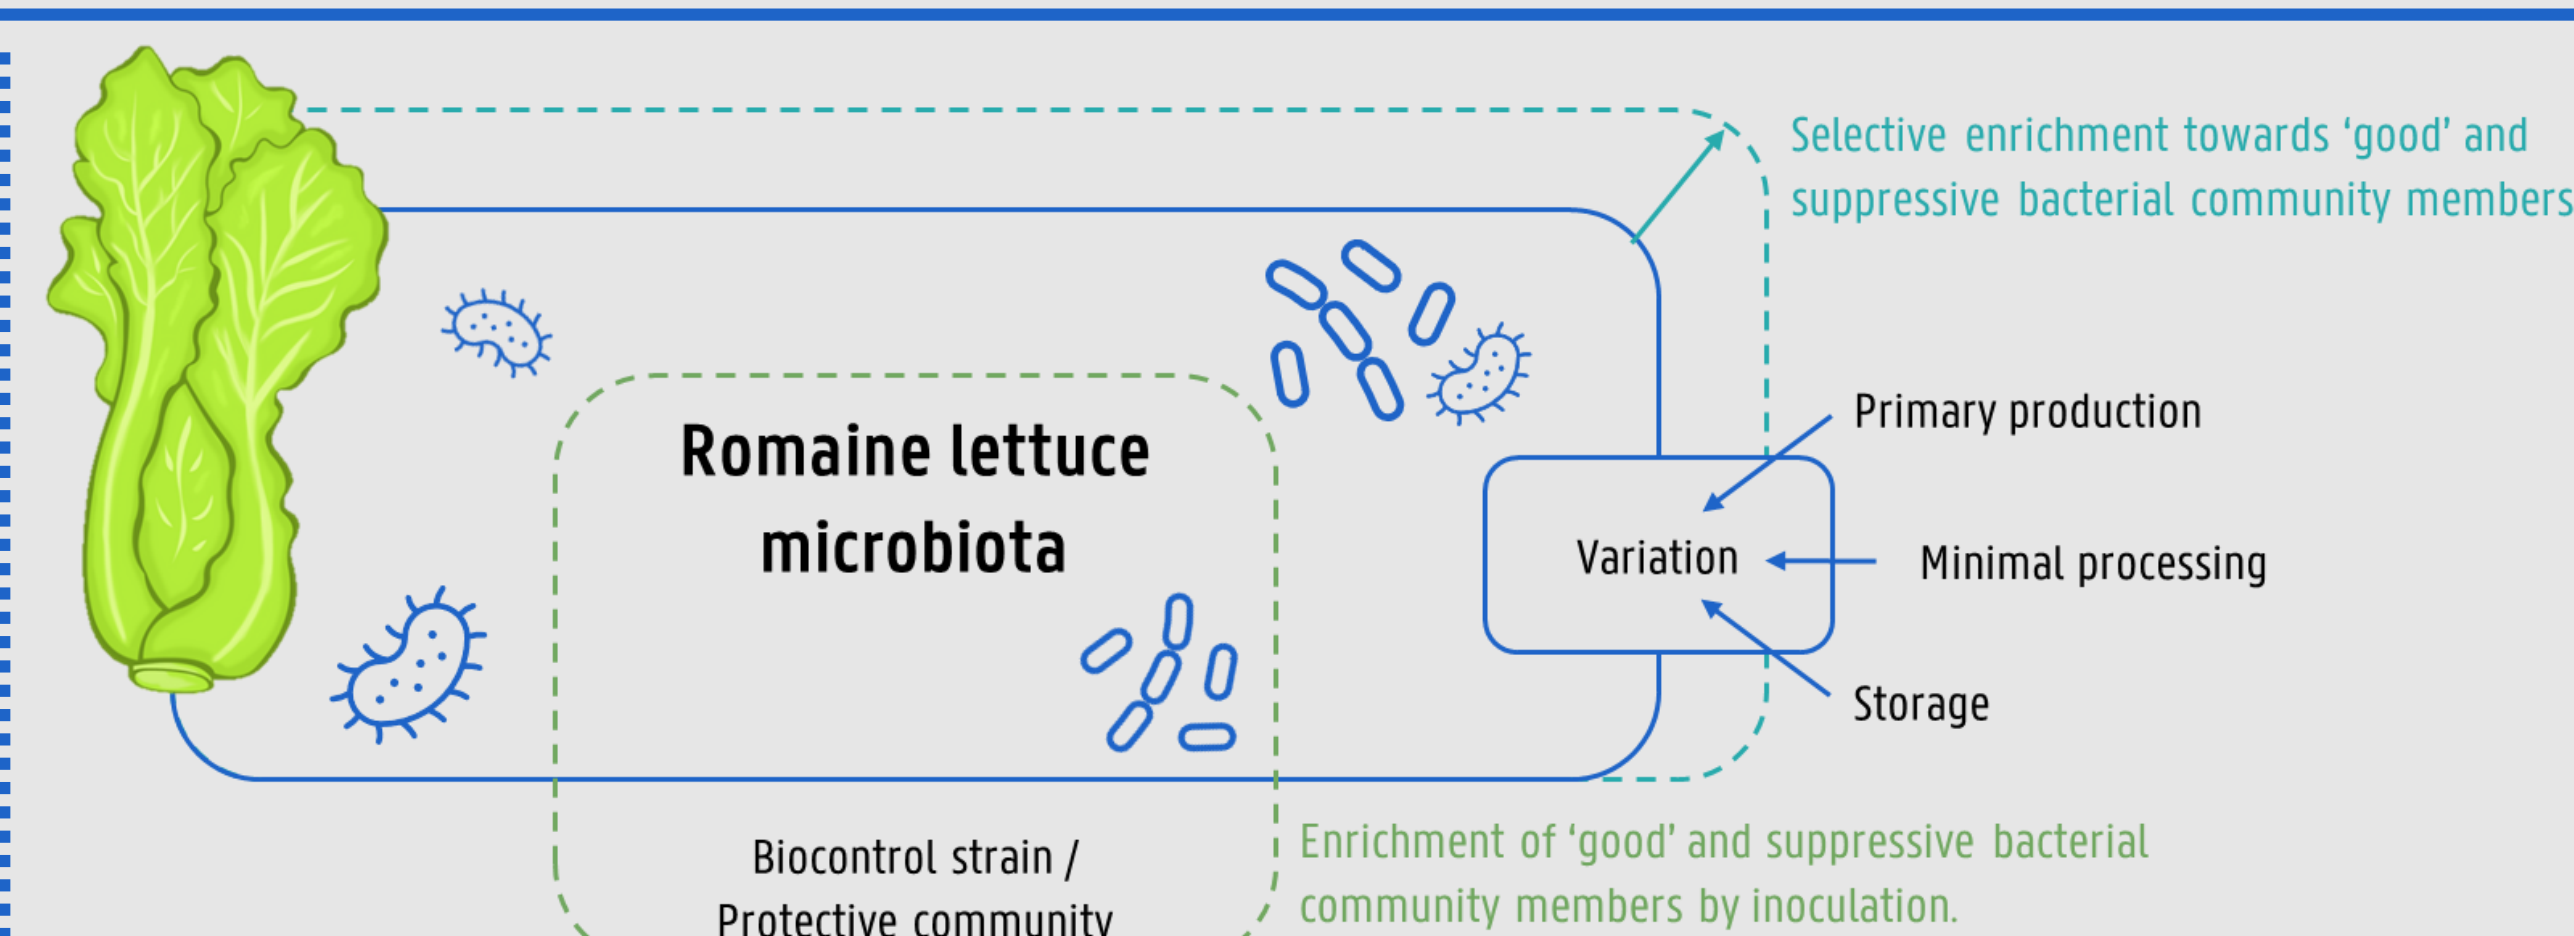 Selective enrichment towards ‘good’ and
suppressive bacterial community members
Romaine lettuce
microbiota
Primary production
Variation
Minimal processing
Storage
Biocontrol strain /
Protective community
Enrichment of ‘good’ and suppressive bacterial
community members by inoculation.